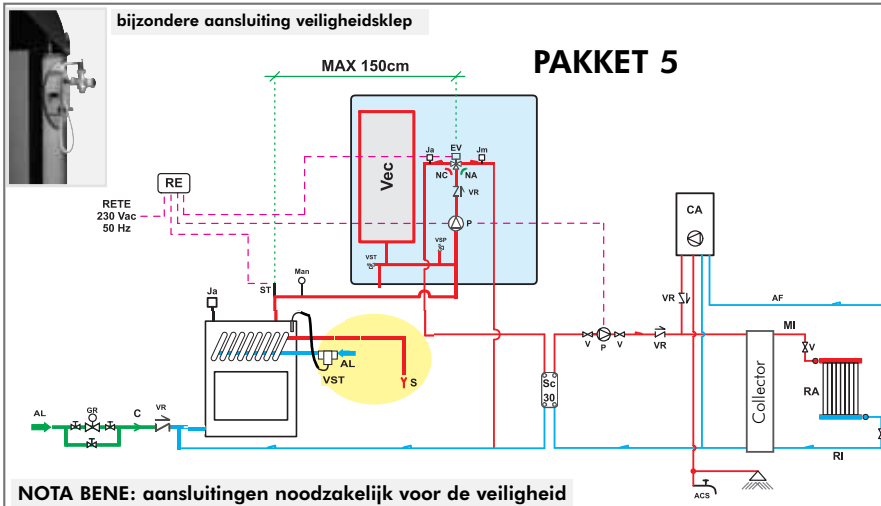 bijzondere aansluiting veiligheidsklep
PAKKET 5
MAX 150cm
Ja
EV
Jm
NC
NA
Vec
VR
RE
RETE
230 Vac
50 Hz
P
CA
VST
VSP
ST
Man
Ja
VR
AF
MI
V
P
V
VR
V
AL
VST
S
Sc
30
Collector
RA
AL
GR
C
VR
RI
ACS
NOTA BENE: aansluitingen noodzakelijk voor de veiligheid